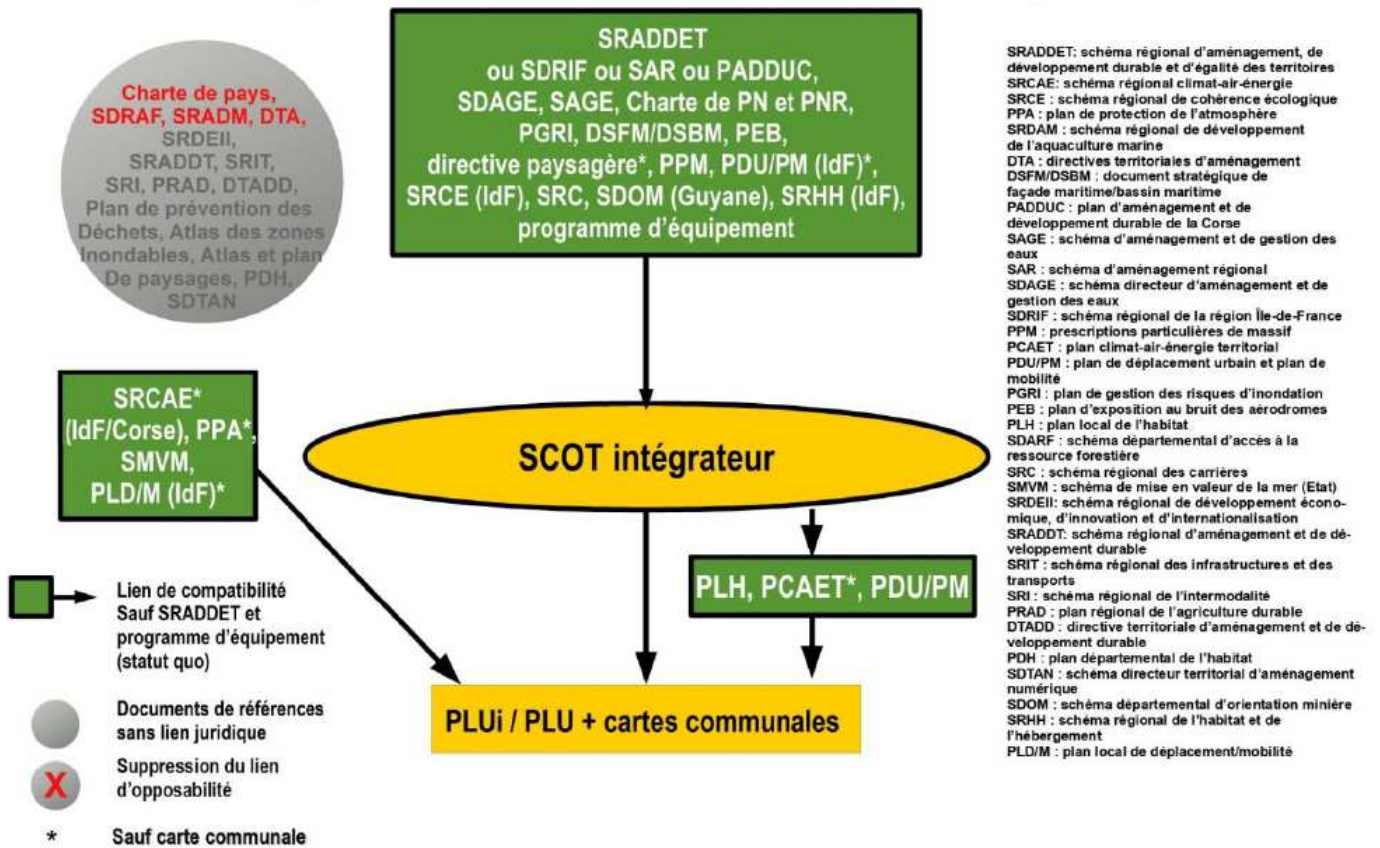 Charte de pays,
SDRAF, SRADM, DTA,
SRDEII,
SRADDT, SRIT,
SRI, PRAD, DTADD,
Plan de prévention des
Déchets, Atlas des zones
Inondables, Atlas et plan
De paysages, PDH,
SDTAN
SRADDET
ou SDRIF ou SAR ou PADDUC,
SDAGE, SAGE, Charte de PN et PNR,
PGRI, DSFM/DSBM, PEB,
directive paysagère*, PPM, PDU/PM (IdF)*,
SRCE (IdF), SRC, SDOM (Guyane), SRHH (IdF),
programme d'équipement
SRCAE*
(IdF/Corse), PPA*,
SMVM,
PLD/M (IdF)*
SCOT intégrateur
PLH, PCAET*, PDU/PM
PLUi / PLU + cartes communales
Lien de compatibilité
Sauf SRADDET et
programme d'équipement
(statut quo)
Documents de références
sans lien juridique
X
Suppression du lien
d'opposabilité
* Sauf carte communale
SRADDET: schéma régional d'aménagement, de
développement durable et d'égalité des territoires
SRCAE: schéma régional climat-air-énergie
SRCE : schéma régional de cohérence écologique
PPA : plan de protection de l'atmosphère
SRDAM : schéma régional de développement
de l'aquaculture marine
DTA : directives territoriales d'aménagement
DSFM/DSBM : document stratégique de
façade maritime/bassin maritime
PADDUC : plan d'aménagement et de
développement durable de la Corse
SAGE : schéma d'aménagement et de gestion des
eaux
SAR : schéma d'aménagement régional
SDAGE : schéma directeur d'aménagement et de
gestion des eaux
SDRIF : schéma régional de la région Île-de-France
PPM : prescriptions particulières de massif
PCAET : plan climat-air-énergie territorial
PDU/PM : plan de déplacement urbain et plan de
mobilité
PGRI : plan de gestion des risques d'inondation
PEB : plan d'exposition au bruit des aérodromes
PLH : plan local de l'habitat
SDARF : schéma départemental d'accès à la
ressource forestière
SRC : schéma régional des carrières
SMVM : schéma de mise en valeur de la mer (Etat)
SRDEII: schéma régional de développement écono-
mique, d'innovation et d'internationalisation
SRADDT: schéma régional d'aménagement et de dé-
veloppement durable
SRIT : schéma régional des infrastructures et des
transports
SRI : schéma régional de l'intermodalité
PRAD : plan régional de l'agriculture durable
DTADD : directive territoriale d'aménagement et de dé-
veloppement durable
PDH : plan départemental de l'habitat
SDTAN : schéma directeur territorial d'aménagement
numérique
SDOM : schéma départemental d'orientation minière
SRHH : schéma régional de l'habitat et de
l'hébergement
PLD/M : plan local de déplacement/mobilité